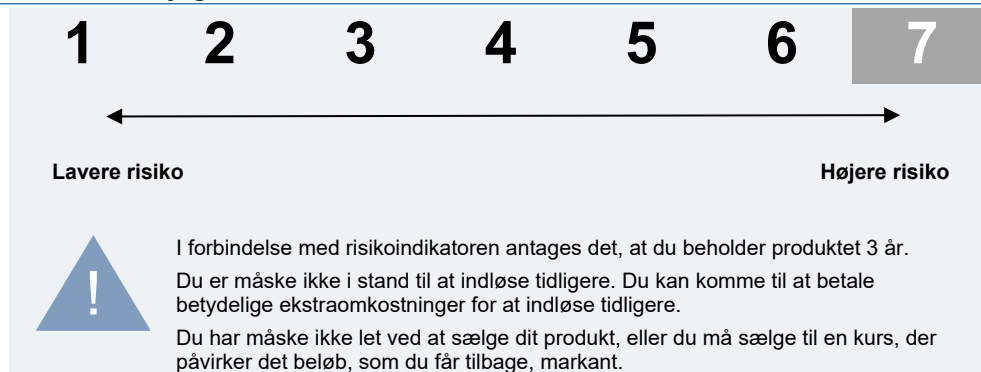 1 2 3 4 5 6 7
Lavere risiko Højere risiko
!
I forbindelse med risikoindikatoren antages det, at du beholder produktet 3 år.
Du er måske ikke i stand til at indløse tidligere. Du kan komme til at betale
betydelige ekstraomkostninger for at indløse tidligere.
Du har måske ikke let ved at sælge dit produkt, eller du må sælge til en kurs, der
påvirker det beløb, som du får tilbage, markant.